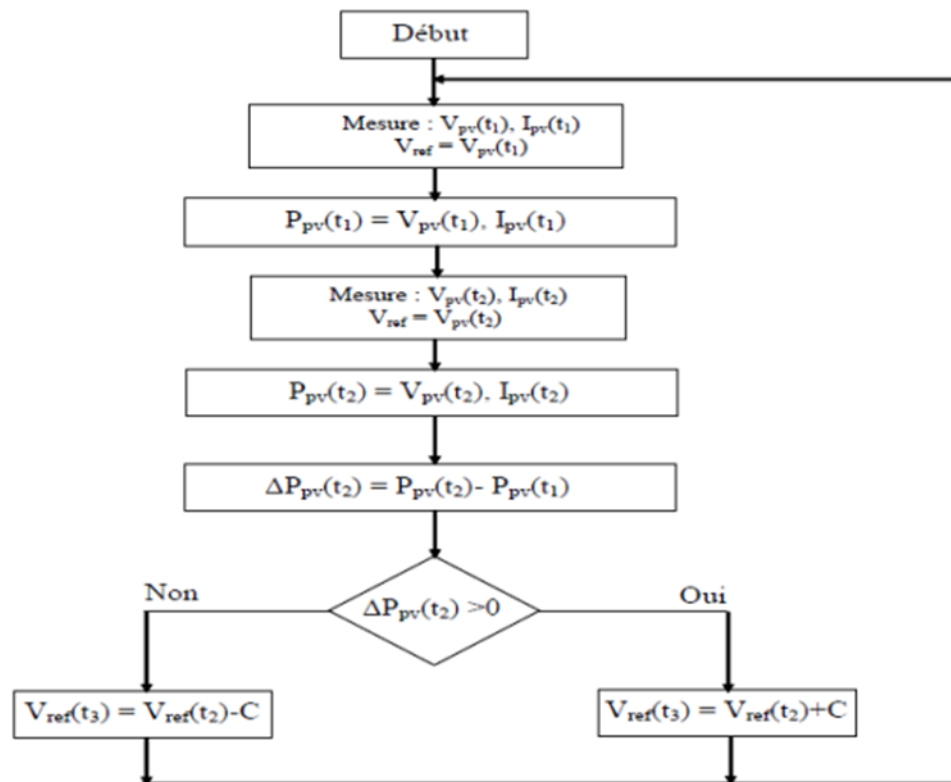 Début
Mesure : Vpv(t1), Ipv(t1)
Vref = Vpv(t1)
Ppv(t1) = Vpv(t1), Ipv(t1)
Mesure : Vpv(t2), Ipv(t2)
Vref = Vpv(t2)
Ppv(t2) = Vpv(t2), Ipv(t2)
ΔPpv(t2) = Ppv(t2)- Ppv(t1)
Non
ΔPpv(t2) >0
Oui
Vref(t3) = Vref(t2)-C
Vref(t3) = Vref(t2)+C